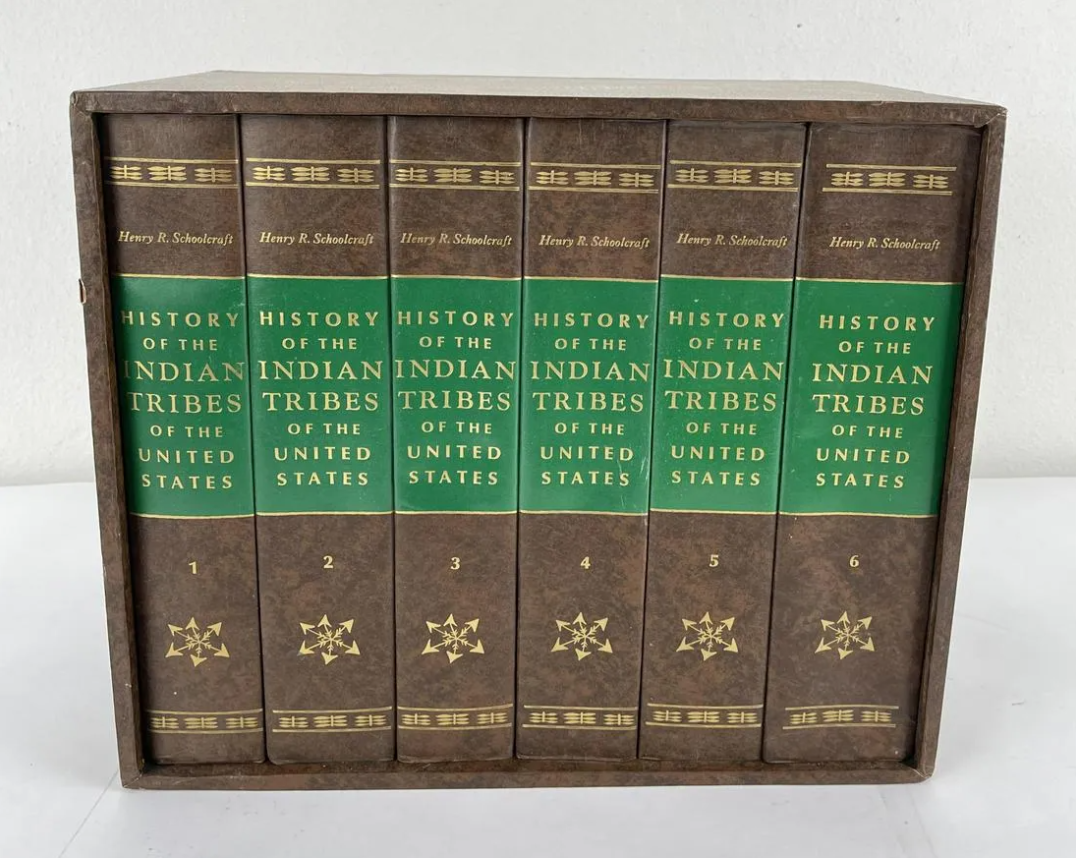 Henry R. Schoolcraft
HISTORY
OF THE
INDIAN
TRIBES
OF THE
UNITED
STATES
1
Henry R. Schoolcraft
HISTORY
OF THE
INDIAN
TRIBES
OF THE
UNITED
STATES
2
Henry R. Schoolcraft
HISTORY
OF THE
INDIAN
TRIBES
OF THE
UNITED
STATES
3
Henry R. Schoolcraft
HISTORY
OF THE
INDIAN
TRIBES
OF THE
UNITED
STATES
4
Henry R. Schoolcraft
HISTORY
OF THE
INDIAN
TRIBES
OF THE
UNITED
STATES
5
Henry R. Schoolcraft
HISTORY
OF THE
INDIAN
TRIBES
OF THE
UNITED
STATES
6